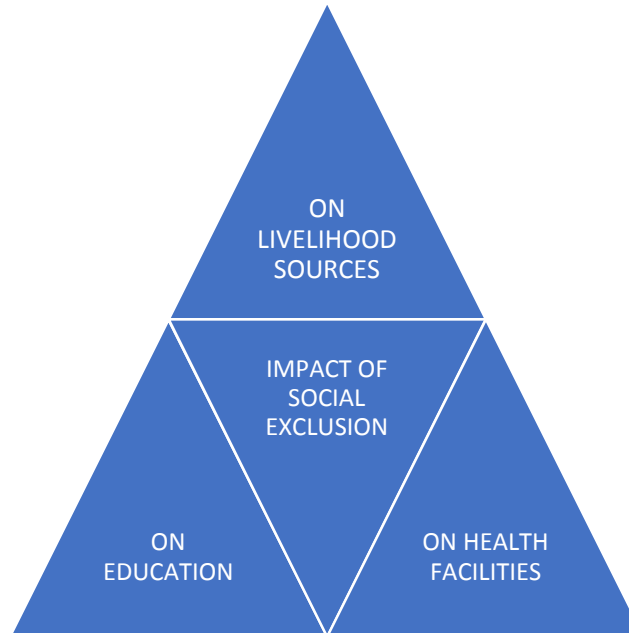 ON
LIVELIHOOD
SOURCES
IMPACT OF
SOCIAL
EXCLUSION
ON
EDUCATION
ON HEALTH
FACILITIES